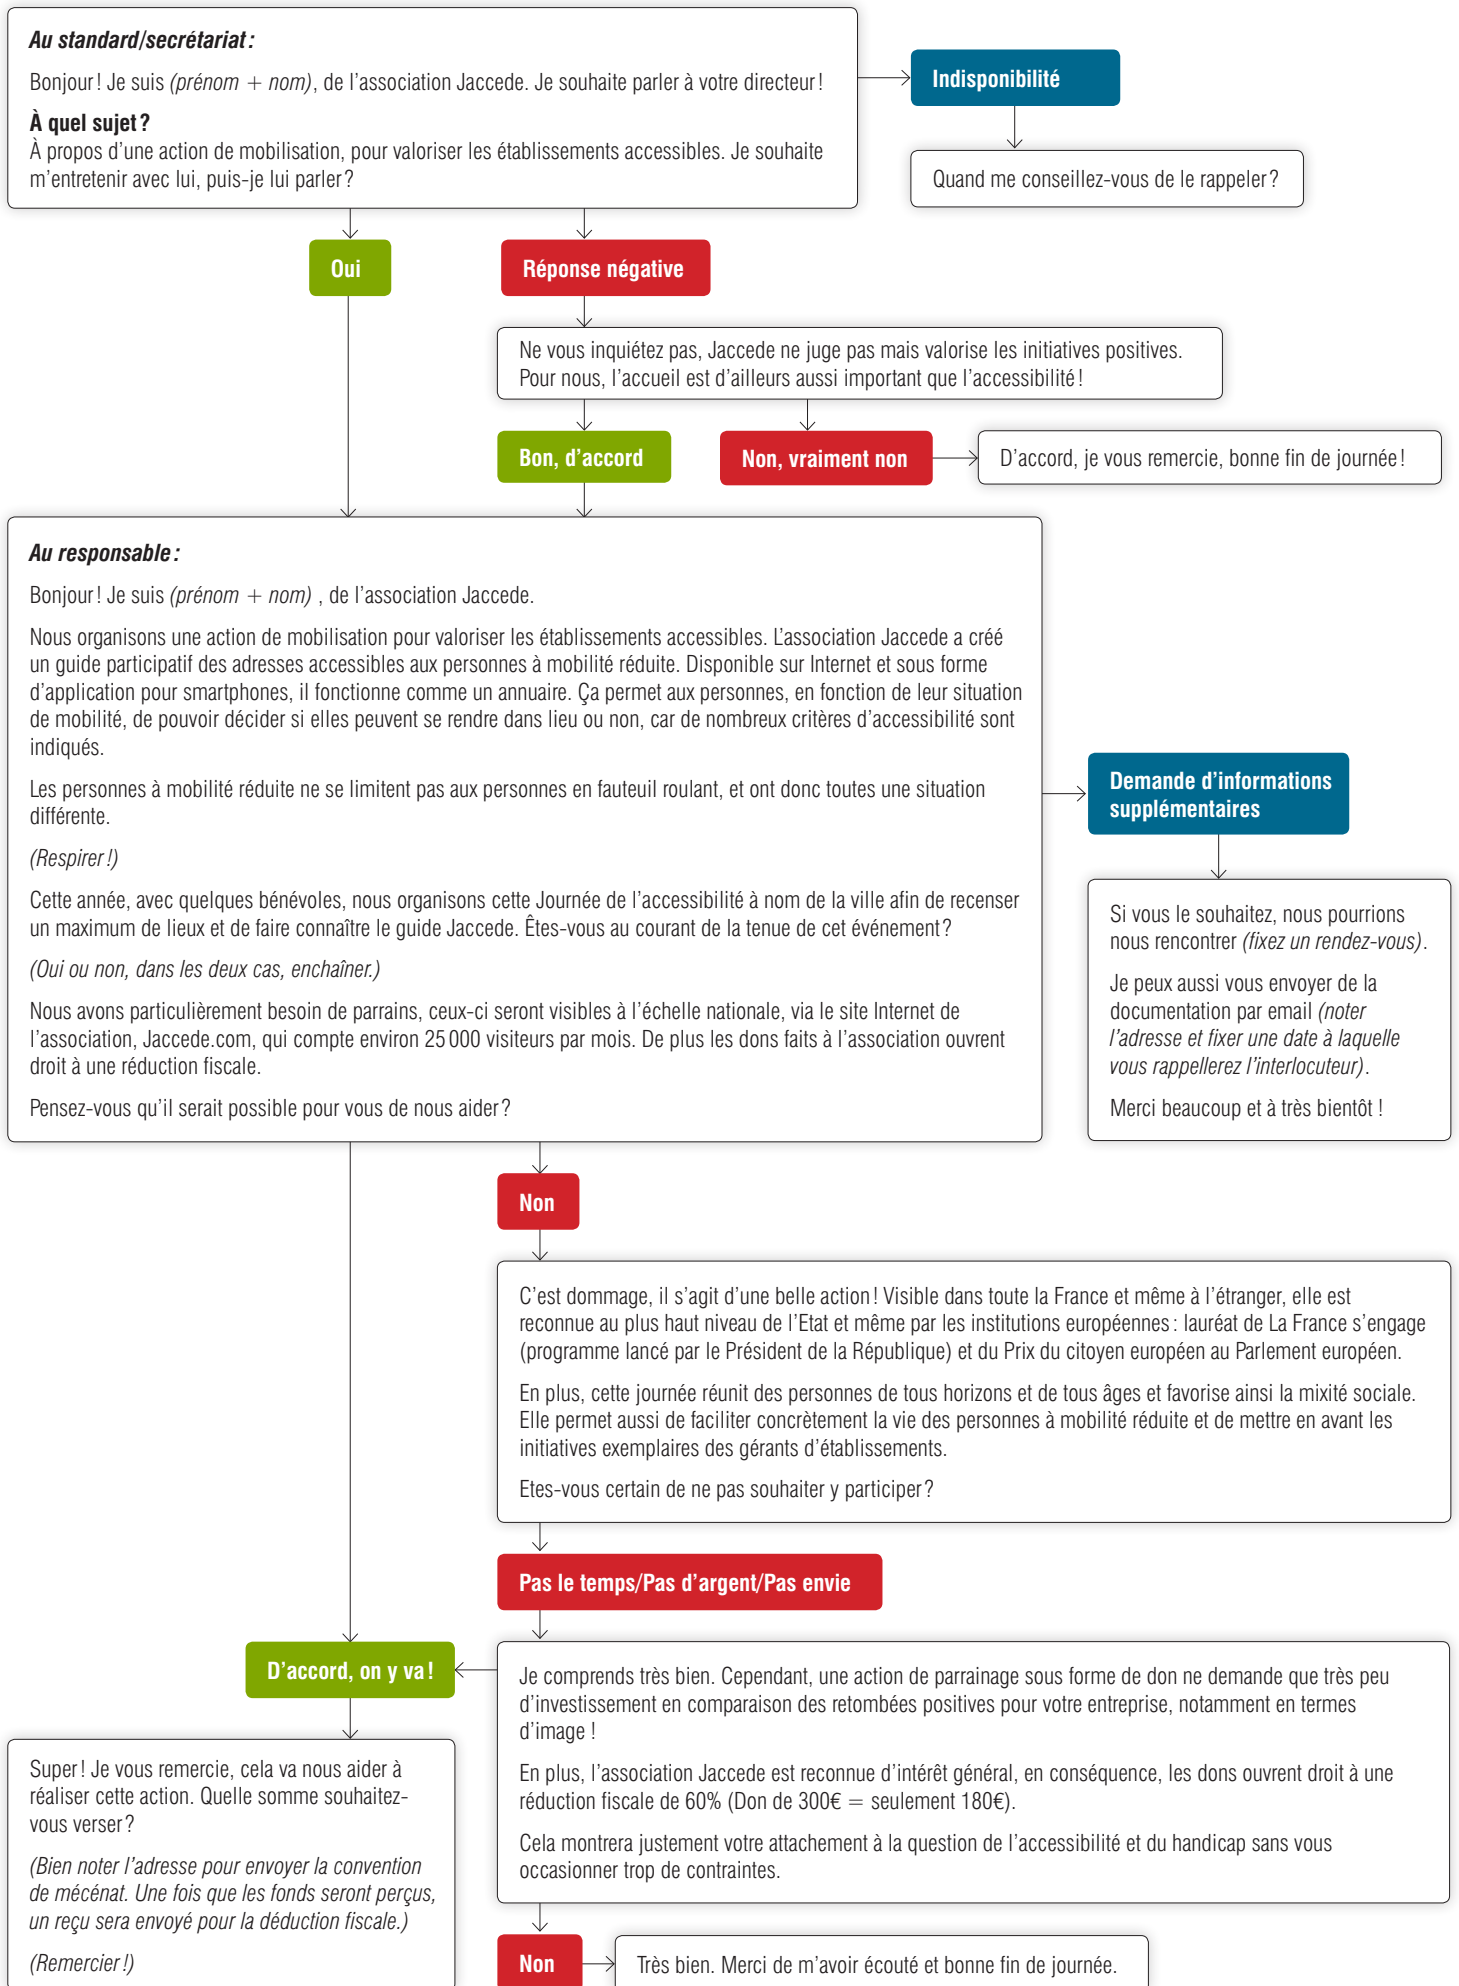 Au standard/secrétariat :
Bonjour ! Je suis (prénom + nom), de l’association Jaccede. Je souhaite parler à votre directeur !
À quel sujet ?
À propos d’une action de mobilisation, pour valoriser les établissements accessibles. Je souhaite
m’entretenir avec lui, puis-je lui parler ?
Indisponibilité
Quand me conseillez-vous de le rappeler ?
Oui
Réponse négative
Ne vous inquiétez pas, Jaccede ne juge pas mais valorise les initiatives positives.
Pour nous, l’accueil est d’ailleurs aussi important que l’accessibilité !
Bon, d’accord
Non, vraiment non
D’accord, je vous remercie, bonne fin de journée !
Au responsable :
Bonjour ! Je suis (prénom + nom) , de l’association Jaccede.
Nous organisons une action de mobilisation pour valoriser les établissements accessibles. L’association Jaccede a créé
un guide participatif des adresses accessibles aux personnes à mobilité réduite. Disponible sur Internet et sous forme
d’application pour smartphones, il fonctionne comme un annuaire. Ça permet aux personnes, en fonction de leur situation
de mobilité, de pouvoir décider si elles peuvent se rendre dans lieu ou non, car de nombreux critères d’accessibilité sont
indiqués.
Les personnes à mobilité réduite ne se limitent pas aux personnes en fauteuil roulant, et ont donc toutes une situation
différente.
(Respirer !)
Cette année, avec quelques bénévoles, nous organisons cette Journée de l’accessibilité à nom de la ville afin de recenser
un maximum de lieux et de faire connaître le guide Jaccede. Êtes-vous au courant de la tenue de cet événement ?
(Oui ou non, dans les deux cas, enchaîner.)
Nous avons particulièrement besoin de parrains, ceux-ci seront visibles à l’échelle nationale, via le site Internet de
l’association, Jaccede.com, qui compte environ 25 000 visiteurs par mois. De plus les dons faits à l’association ouvrent
droit à une réduction fiscale.
Pensez-vous qu’il serait possible pour vous de nous aider ?
Demande d’informations
supplémentaires
Si vous le souhaitez, nous pourrions
nous rencontrer (fixez un rendez-vous).
Je peux aussi vous envoyer de la
documentation par email (noter
l’adresse et fixer une date à laquelle
vous rappellerez l’interlocuteur).
Merci beaucoup et à très bientôt !
Non
C’est dommage, il s’agit d’une belle action ! Visible dans toute la France et même à l’étranger, elle est
reconnue au plus haut niveau de l’Etat et même par les institutions européennes : lauréat de La France s’engage
(programme lancé par le Président de la République) et du Prix du citoyen européen au Parlement européen.
En plus, cette journée réunit des personnes de tous horizons et de tous âges et favorise ainsi la mixité sociale.
Elle permet aussi de faciliter concrètement la vie des personnes à mobilité réduite et de mettre en avant les
initiatives exemplaires des gérants d’établissements.
Etes-vous certain de ne pas souhaiter y participer ?
Pas le temps/Pas d’argent/Pas envie
D’accord, on y va !
Je comprends très bien. Cependant, une action de parrainage sous forme de don ne demande que très peu
d’investissement en comparaison des retombées positives pour votre entreprise, notamment en termes
d’image !
En plus, l’association Jaccede est reconnue d’intérêt général, en conséquence, les dons ouvrent droit à une
réduction fiscale de 60% (Don de 300€ = seulement 180€).
Cela montrera justement votre attachement à la question de l’accessibilité et du handicap sans vous
occasionner trop de contraintes.
Super ! Je vous remercie, cela va nous aider à
réaliser cette action. Quelle somme souhaitez-
vous verser ?
(Bien noter l’adresse pour envoyer la convention
de mécénat. Une fois que les fonds seront perçus,
un reçu sera envoyé pour la déduction fiscale.)
(Remercier !)
Non
Très bien. Merci de m’avoir écouté et bonne fin de journée.